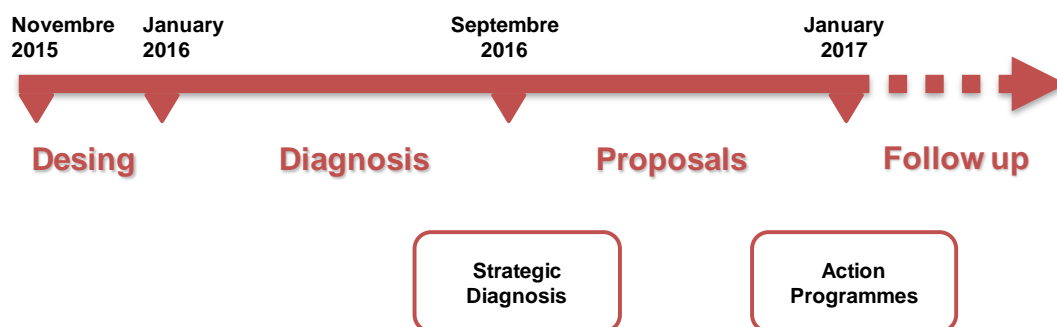 Novembre
2015
January
2016
Septembre
2016
January
2017
Desing
Diagnosis
Proposals
Follow up
Strategic
Diagnosis
Action
Programmes